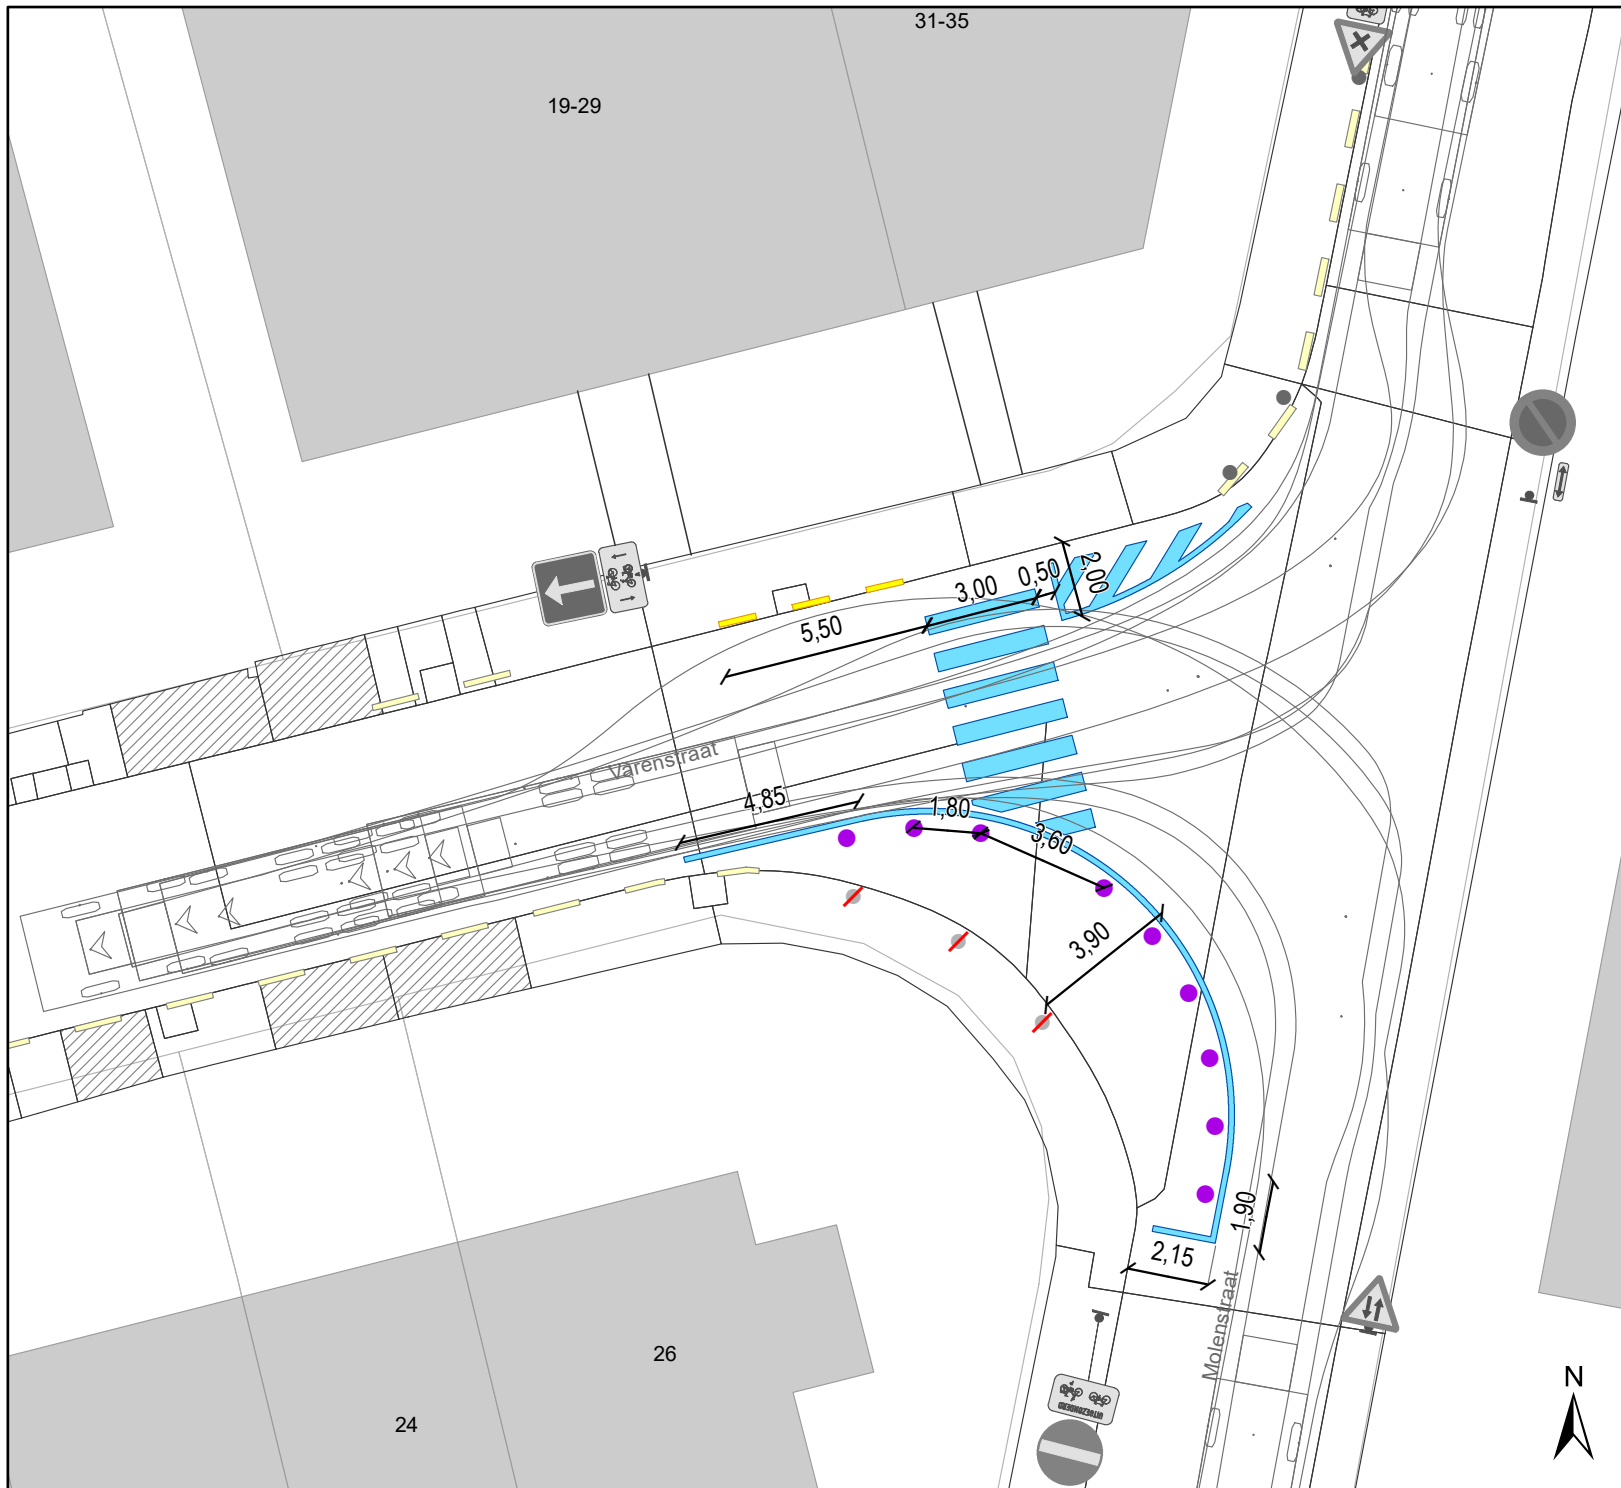 31-35
19-29
2,00
0,50
3,00
5,50
Varenstraat
4,85
1,80
3,60
3,90
1,90
2,15
Molenstraat
26
24
UITGEZONDERD
P
N